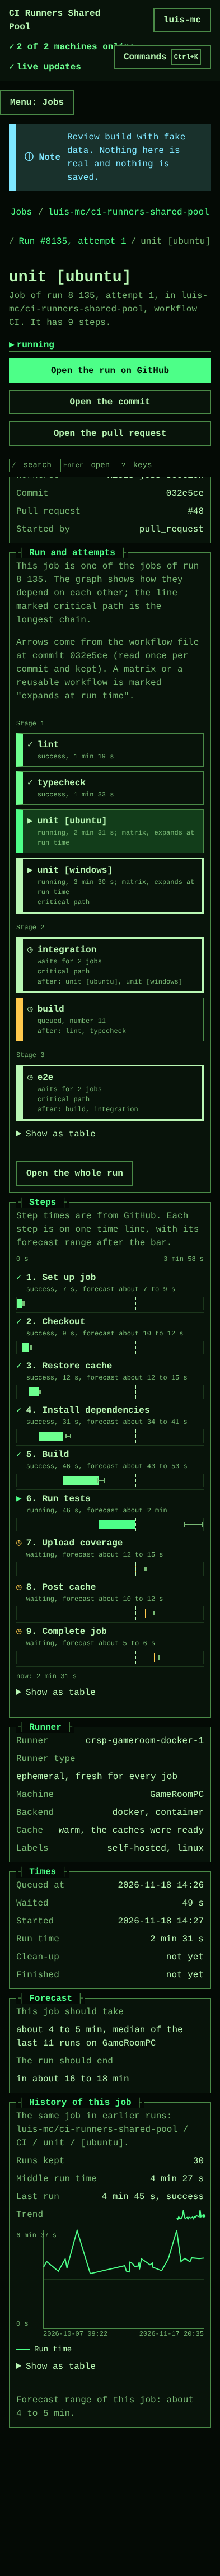 CI Runners Shared
Pool
luis-mc
✓ 2 of 2 machines
✓ live updates
Commands Ctrl+K
Menu: Jobs
ⓘ Note
Review build with fake
data. Nothing here is
real and nothing is
saved.
Jobs / luis-mc/ci-runners-shared-pool
/ Run #8135, attempt 1 / unit [ubuntu]
unit [ubuntu]
Job of run 8 135, attempt 1, in luis-
mc/ci-runners-shared-pool, workflow
CI. It has 9 steps.
▶ running
Open the run on GitHub
Open the commit
Open the pull request
/ search Enter open ? keys
Commit 032e5ce
Pull request #48
Started by pull_request
Run and attempts
This job is one of the jobs of run
8 135. The graph shows how they
depend on each other; the line
marked critical path is the
longest chain.
Arrows come from the workflow file
at commit 032e5ce (read once per
commit and kept). A matrix or a
reusable workflow is marked
"expands at run time".
Stage 1
✓ lint
success, 1 min 19 s
✓ typecheck
success, 1 min 33 s
▶ unit [ubuntu]
running, 2 min 31 s; matrix, expands at
run time
▶ unit [windows]
running, 3 min 30 s; matrix, expands at
run time
critical path
Stage 2
◷ integration
waits for 2 jobs
critical path
after: unit [ubuntu], unit [windows]
◷ build
queued, number 11
after: lint, typecheck
Stage 3
◷ e2e
waits for 2 jobs
critical path
after: build, integration
▶ Show as table
Open the whole run
Steps
Step times are from GitHub. Each
step is on one time line, with its
forecast range after the bar.
0 s 3 min 58 s
✓ 1. Set up job
success, 7 s, forecast about 7 to 9 s
✓ 2. Checkout
success, 9 s, forecast about 10 to 12 s
✓ 3. Restore cache
success, 12 s, forecast about 12 to 15 s
✓ 4. Install dependencies
success, 31 s, forecast about 34 to 41 s
✓ 5. Build
success, 46 s, forecast about 43 to 53 s
▶ 6. Run tests
running, 46 s, forecast about 2 min
◷ 7. Upload coverage
waiting, forecast about 12 to 15 s
◷ 8. Post cache
waiting, forecast about 10 to 12 s
◷ 9. Complete job
waiting, forecast about 5 to 6 s
now: 2 min 31 s
▶ Show as table
Runner
Runner crsp-gameroom-docker-1
Runner type
ephemeral, fresh for every job
Machine GameRoomPC
Backend docker, container
Cache warm, the caches were ready
Labels self-hosted, linux
Times
Queued at 2026-11-18 14:26
Waited 49 s
Started 2026-11-18 14:27
Run time 2 min 31 s
Clean-up not yet
Finished not yet
Forecast
This job should take
about 4 to 5 min, median of the
last 11 runs on GameRoomPC
The run should end
in about 16 to 18 min
History of this job
The same job in earlier runs:
luis-mc/ci-runners-shared-pool /
CI / unit / [ubuntu].
Runs kept 30
Middle run time 4 min 27 s
Last run 4 min 45 s, success
Trend
6 min 37 s
0 s
2026-10-07 09:22 2026-11-17 20:35
Run time
▶ Show as table
Forecast range of this job: about
4 to 5 min.